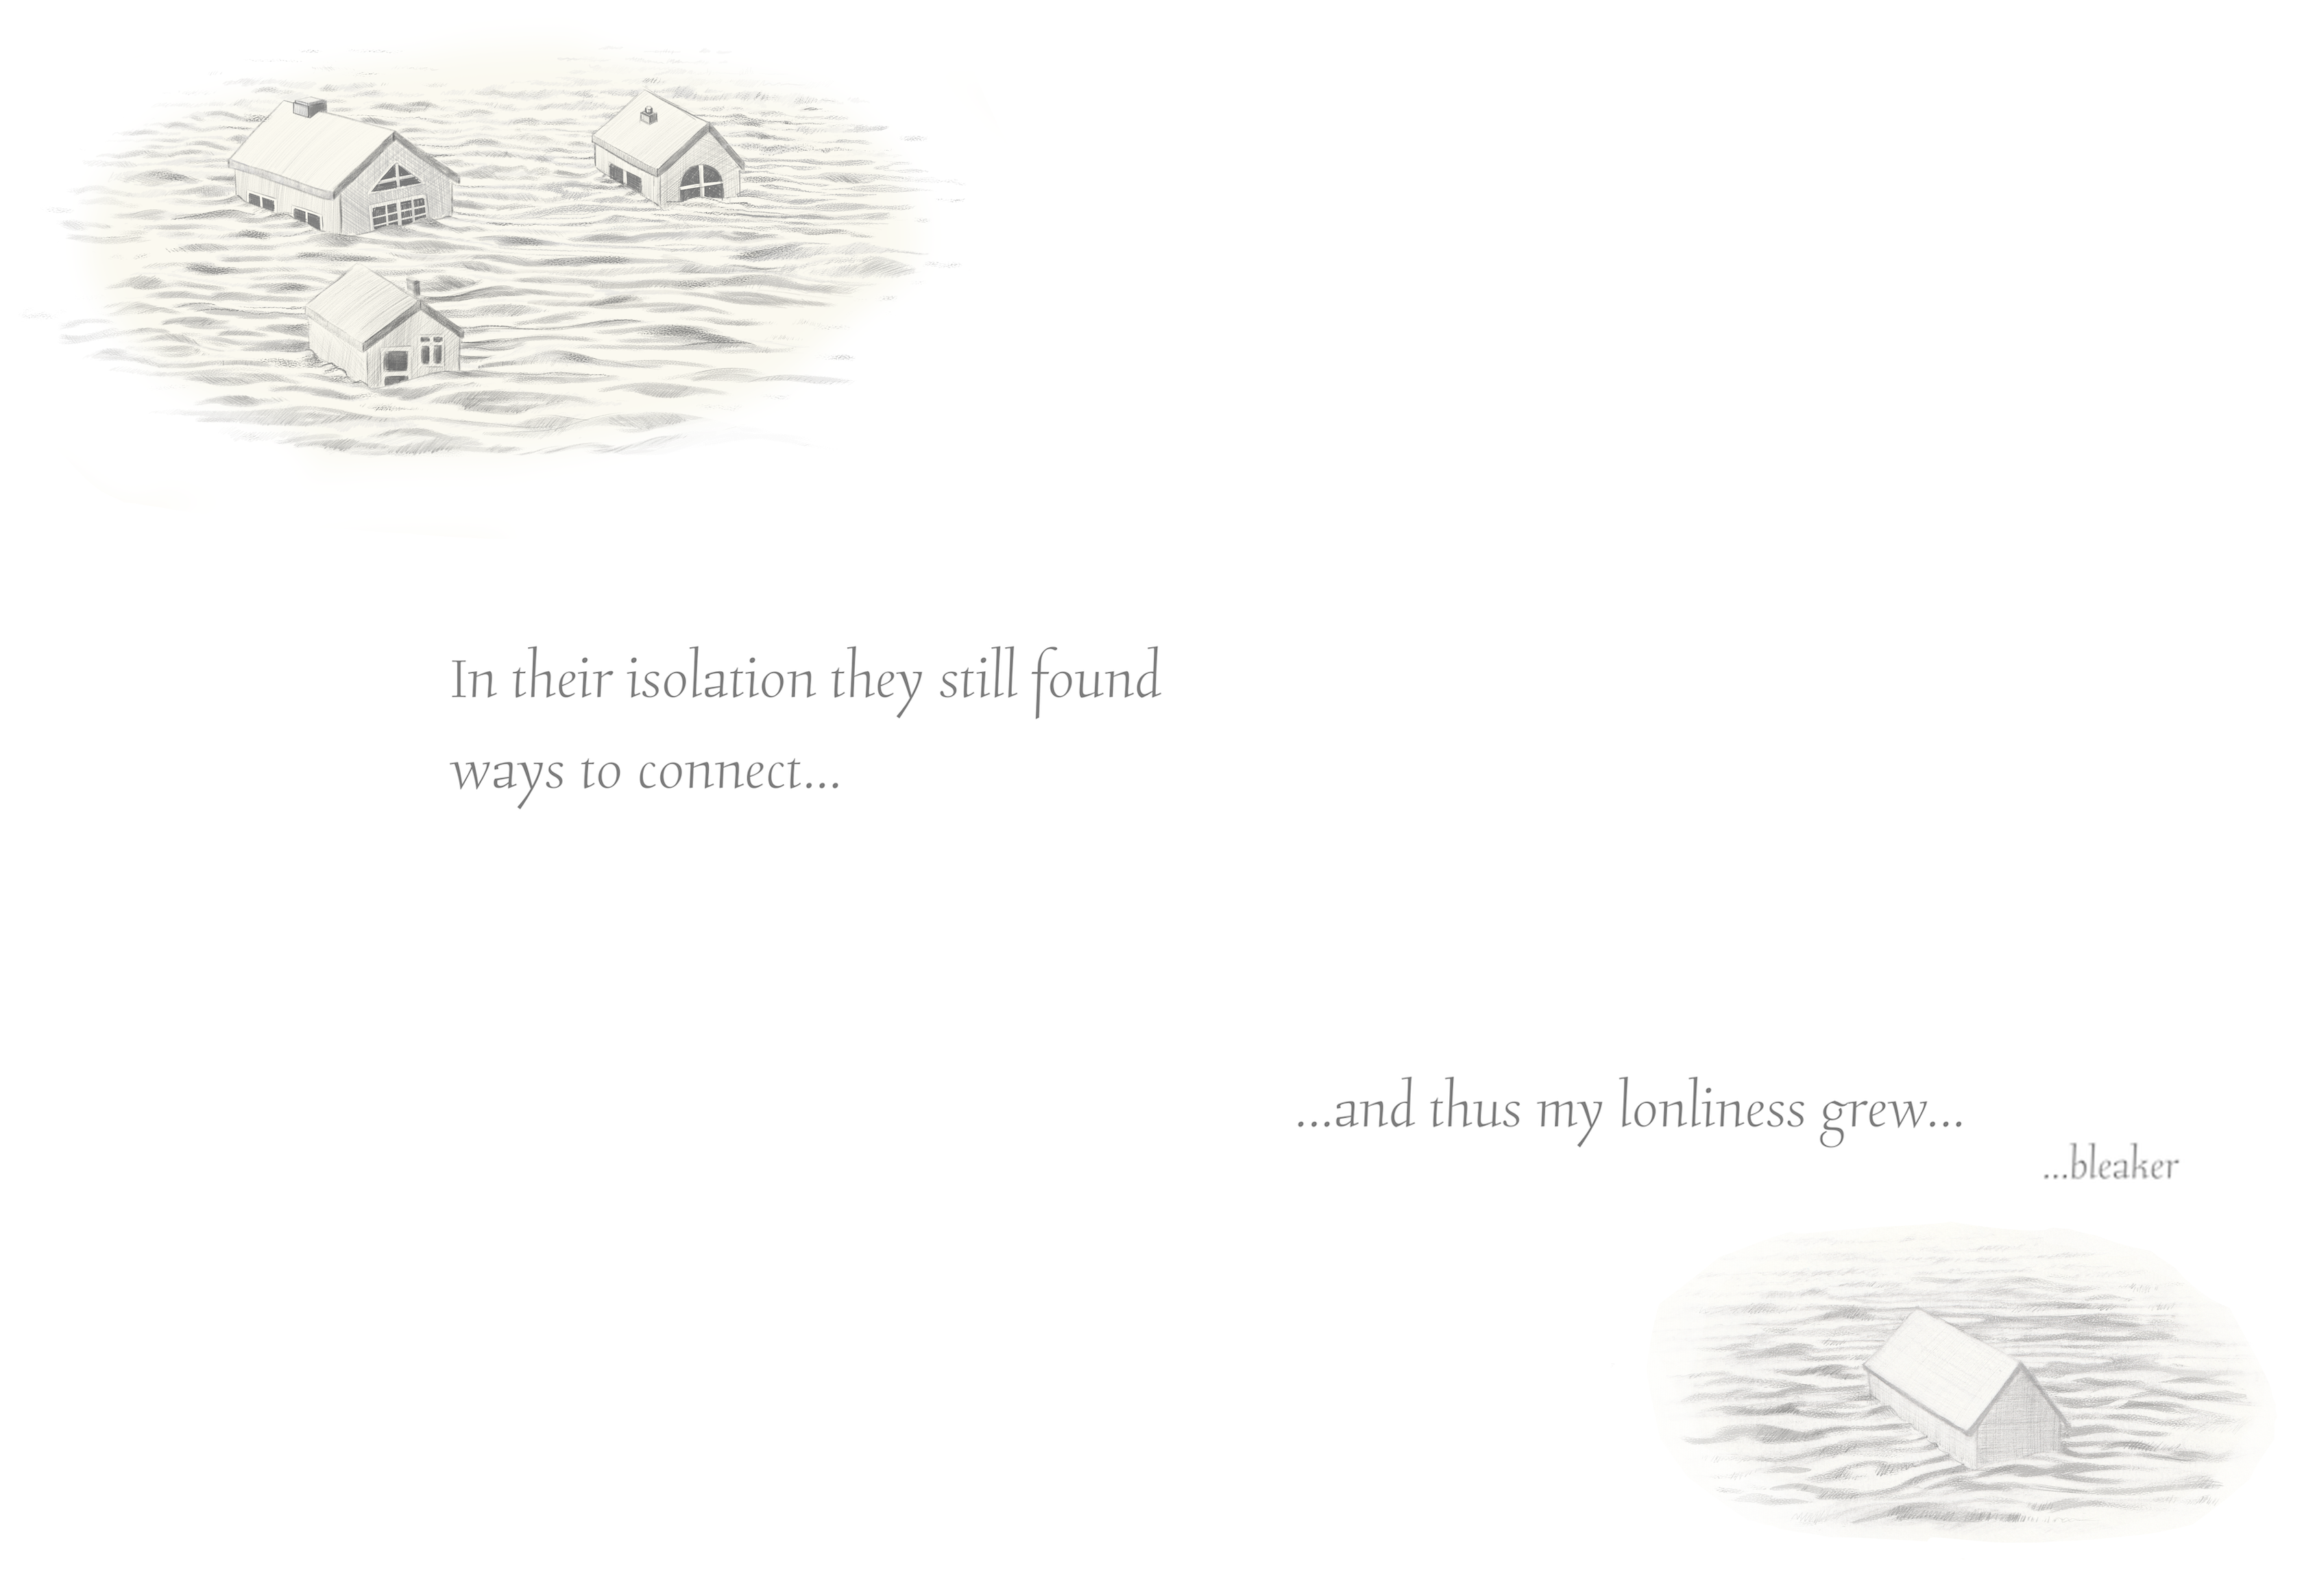 In their isolation they still found
ways to connect...
...and thus my lonliness grew...
...bleaker